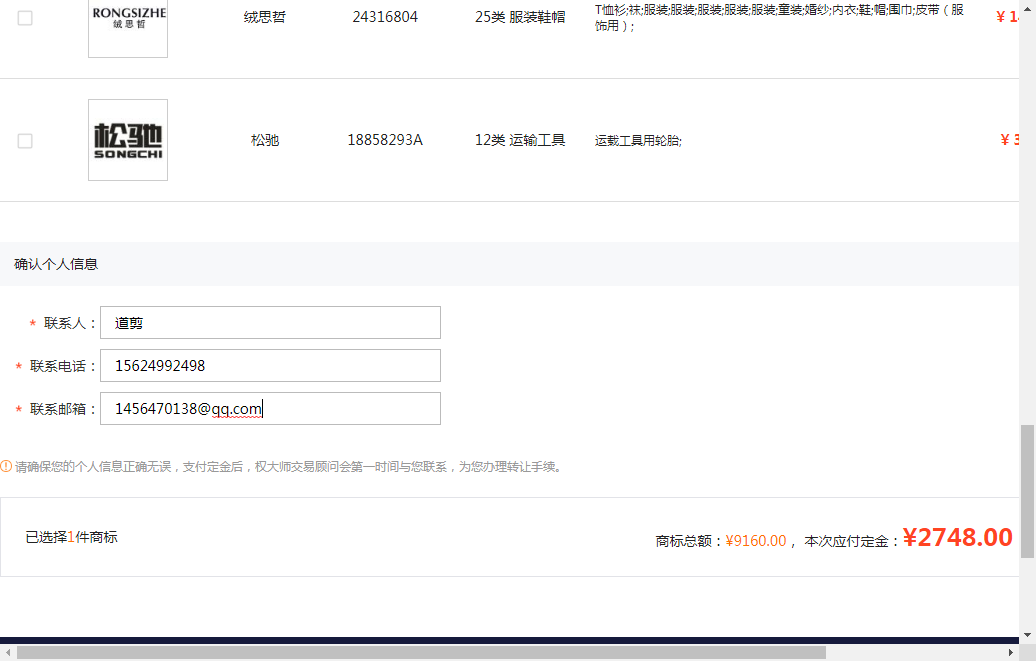 RONGSIZHE
绒思哲
绒思哲 24316804 25类 服装鞋帽 T恤衫;袜;服装;服装;服装;服装;服装;童装;婚纱;内衣;鞋;帽;围巾;皮带（服
饰用）;
松驰
SONGCHI
松驰 18858293A 12类 运输工具 运载工具用轮胎;
确认个人信息
* 联系人： 道剪
* 联系电话： 15624992498
* 联系邮箱： 1456470138@qq.com
请确保您的个人信息正确无误，支付定金后，权大师交易顾问会第一时间与您联系，为您办理转让手续。
已选择1件商标 商标总额：¥9160.00 ，本次应付定金：¥2748.00